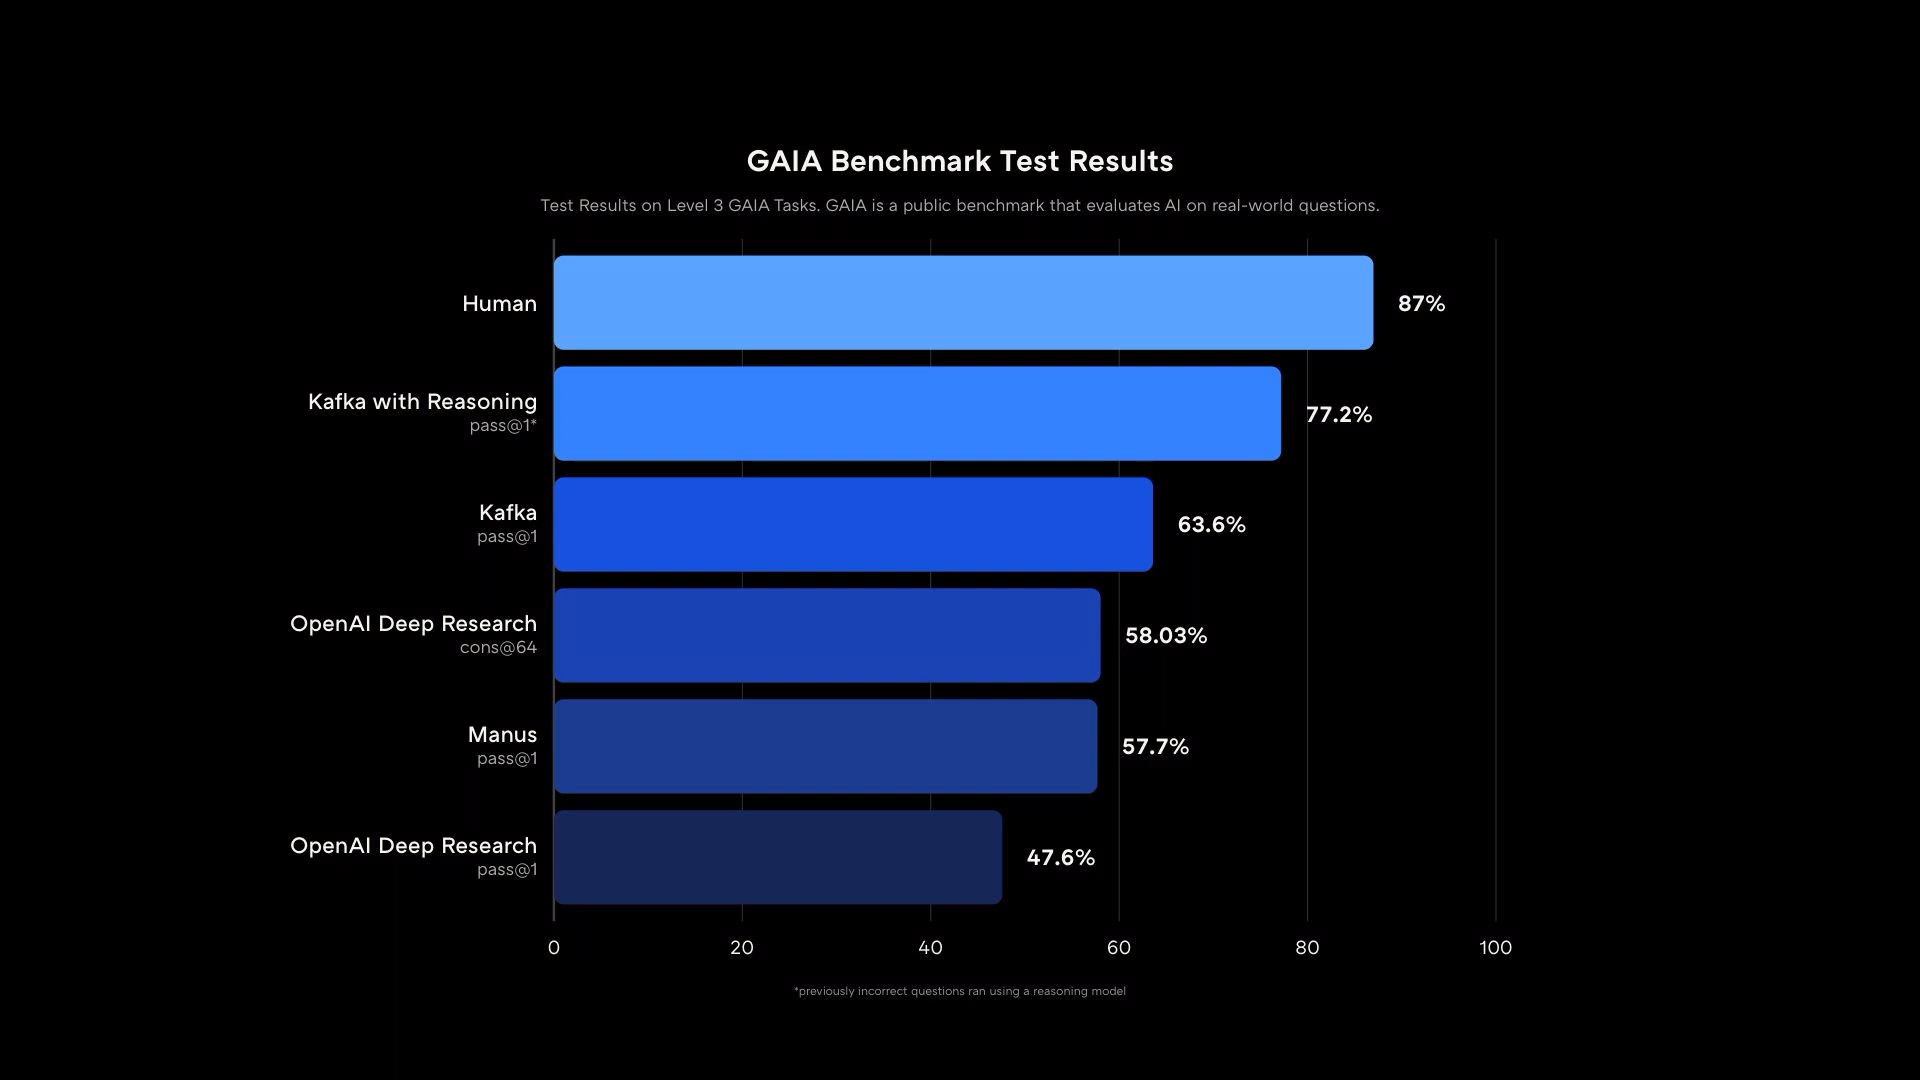 GAIA Benchmark Test Results
Test Results on Level 3 GAIA Tasks. GAIA is a public benchmark that evaluates AI on real-world questions.
Human
87%
Kafka with Reasoning
pass@1*
77.2%
Kafka
pass@1
63.6%
OpenAI Deep Research
cons@64
58.03%
Manus
pass@1
57.7%
OpenAI Deep Research
pass@1
47.6%
0 20 40 60 80 100
*previously incorrect questions ran using a reasoning model